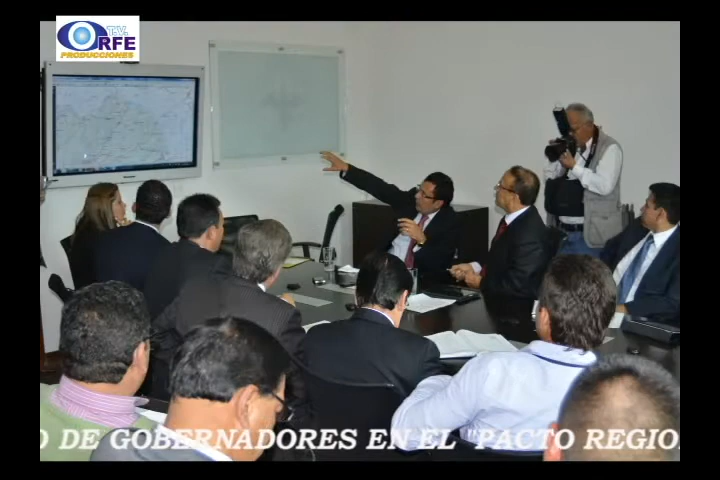 T.V.
ORFE
PRODUCCIONES
O DE GOBERNADORES EN EL "PACTO REGIO